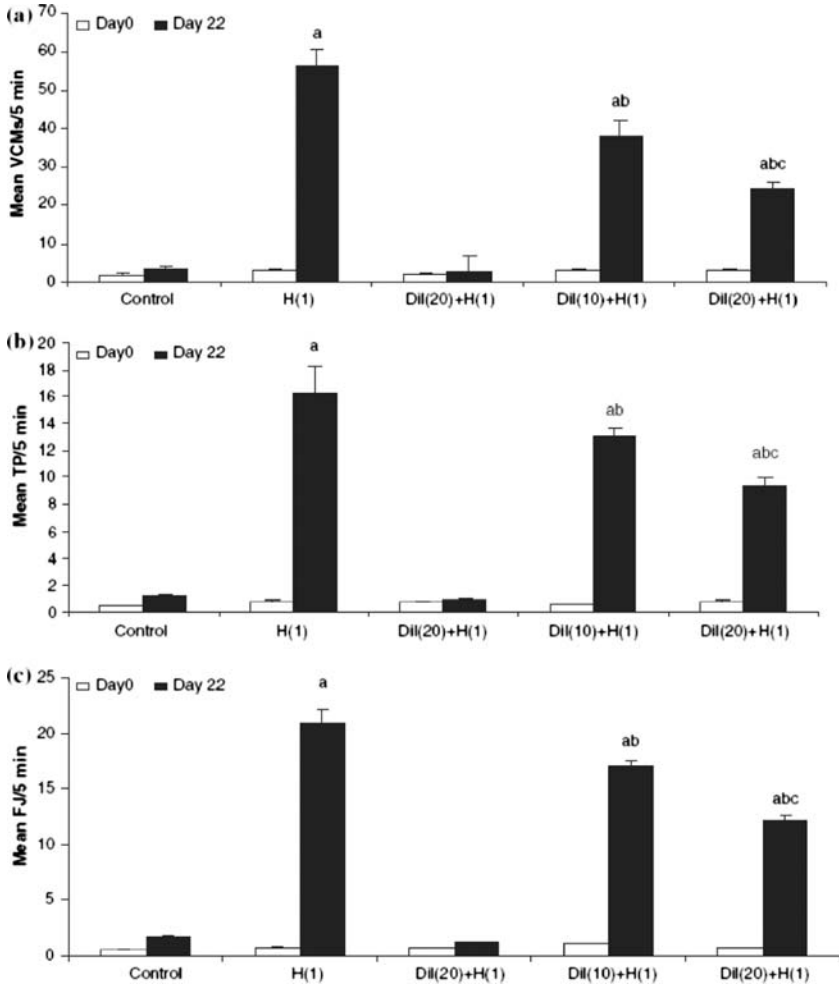 (a)
Day0 Day 22
Mean VCMs/5 min
70
60
50
40
30
20
10
0
a
ab
abc
Control H(1) Dil(20)+H(1) Dil(10)+H(1) Dil(20)+H(1)
(b)
Day0 Day 22
Mean TP/5 min
20
18
16
14
12
10
8
6
4
2
0
a
ab
abc
Control H(1) Dil(20)+H(1) Dil(10)+H(1) Dil(20)+H(1)
(c)
Day0 Day 22
Mean FJ/5 min
25
20
15
10
5
0
a
ab
abc
Control H(1) Dil(20)+H(1) Dil(10)+H(1) Dil(20)+H(1)